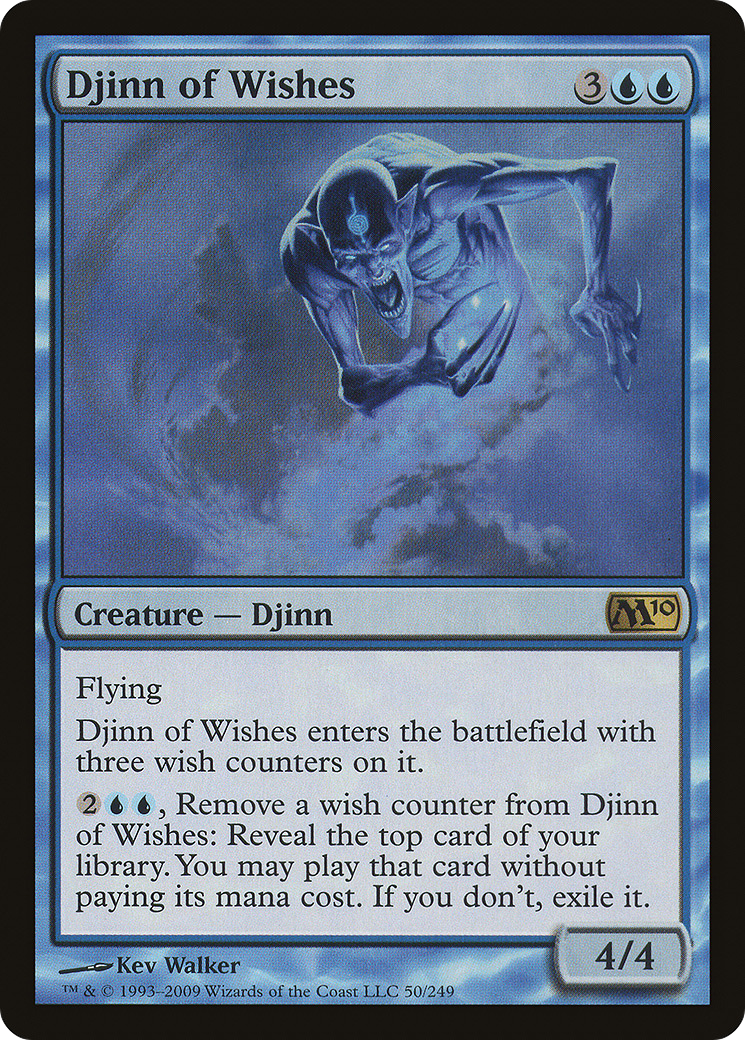 Djinn of Wishes 3
Creature — Djinn M10
Flying
Djinn of Wishes enters the battlefield with
three wish counters on it.
2, Remove a wish counter from Djinn
of Wishes: Reveal the top card of your
library. You may play that card without
paying its mana cost. If you don't, exile it.
4/4
Kev Walker
™ & © 1993–2009 Wizards of the Coast LLC 50/249